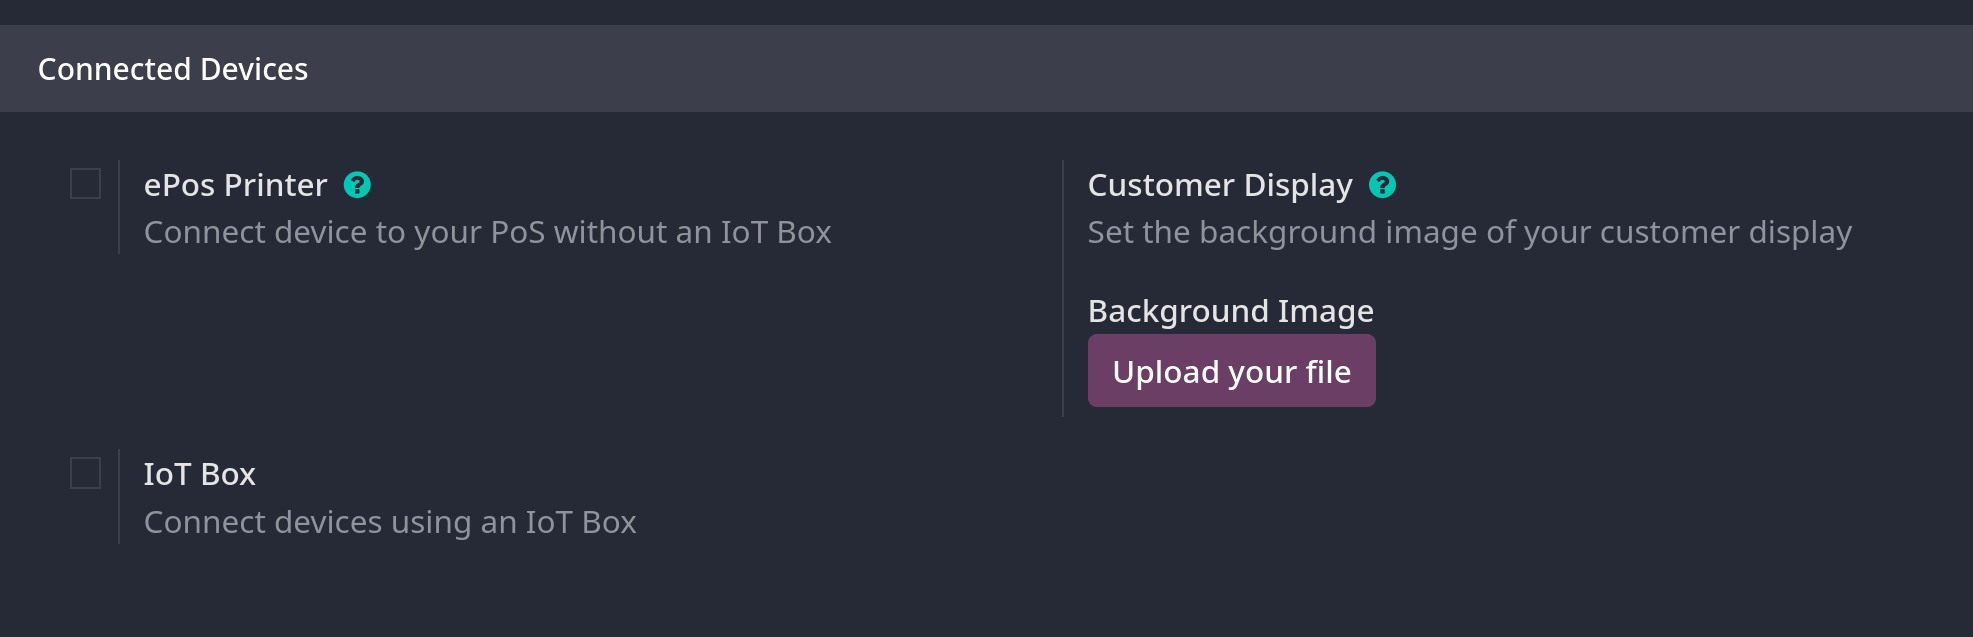 Connected Devices
ePos Printer
Connect device to your PoS without an IoT Box
Customer Display
Set the background image of your customer display
Background Image
Upload your file
IoT Box
Connect devices using an IoT Box